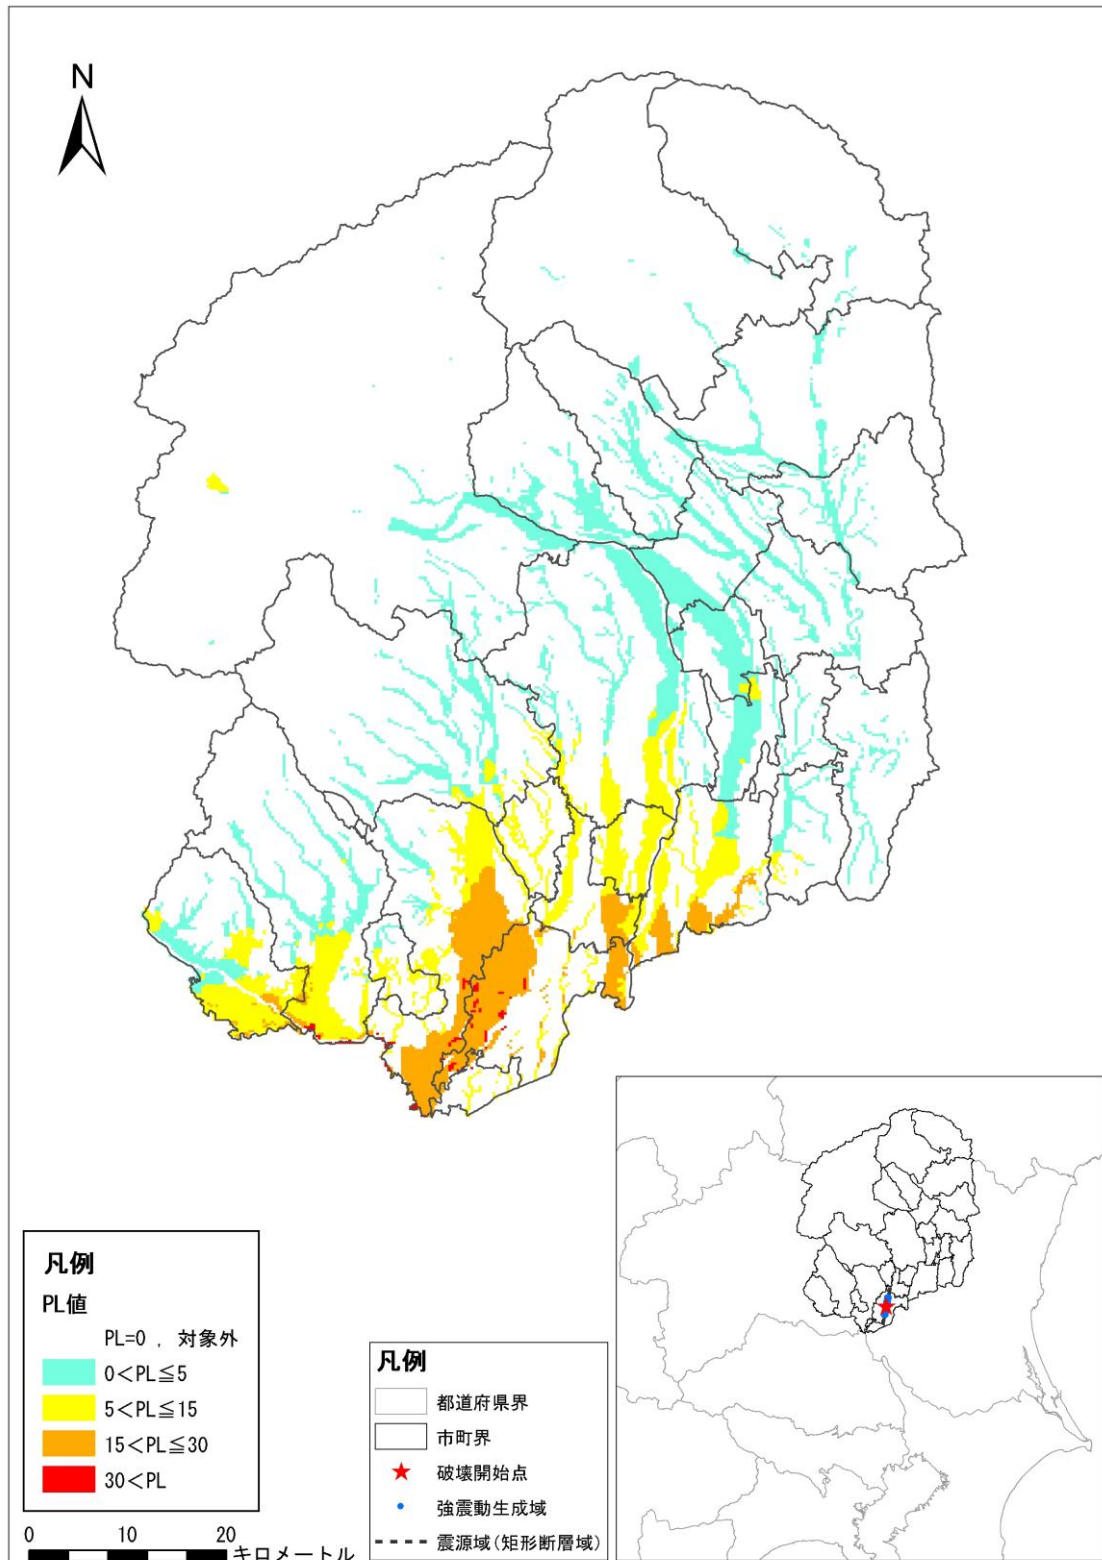 N
凡例
PL値
PL=0 , 対象外
0<PL≦5
5<PL≦15
15<PL≦30
30<PL
0 10 20
キロメートル
凡例
都道府県界
市町界
破壊開始点
強震動生成域
震源域(矩形断層域)